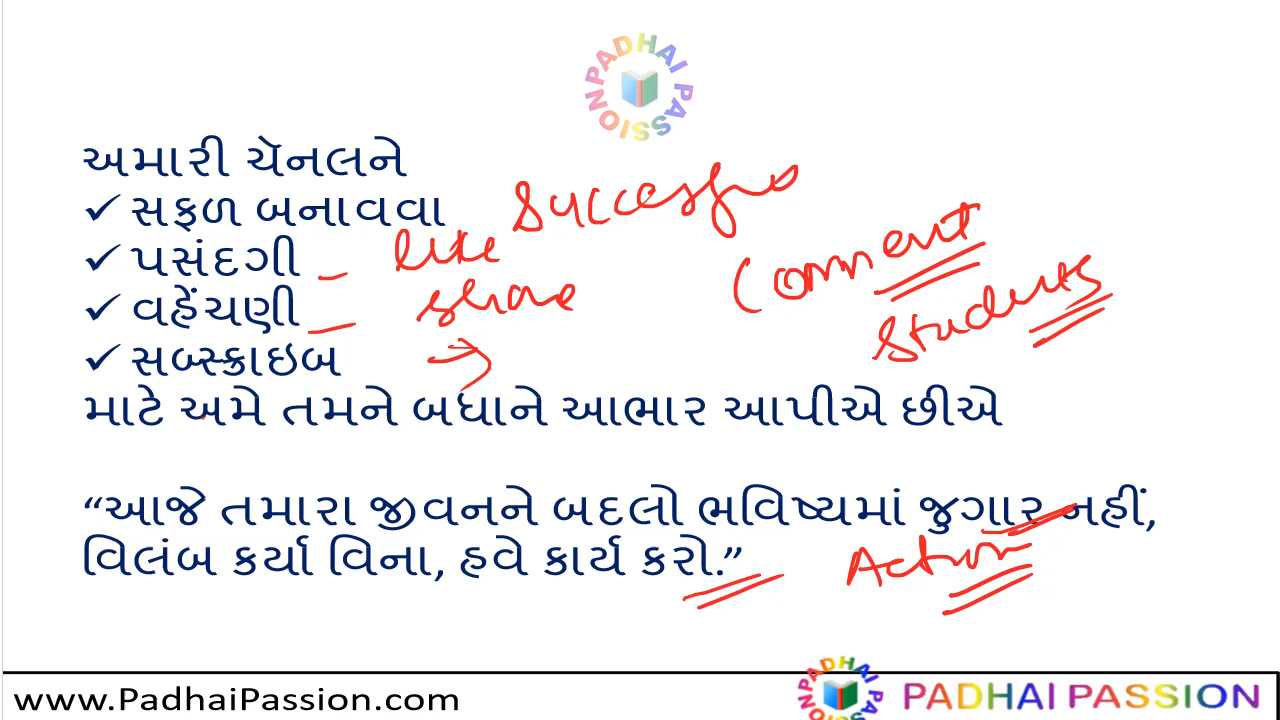 PADHAI PASSION
અમારી ચૅનલને
✓ સફળ બનાવવા Successful
✓ પસંદગી – like
✓ વહેંચણી – share
✓ સબ્સ્ક્રાઇબ →
Comment
Students
માટે અમે તમને બધાને આભાર આપીએ છીએ
“આજે તમારા જીવનને બદલો ભવિષ્યમાં જુગાર નહીં,
વિલંબ કર્યા વિના, હવે કાર્ય કરો.” Action
www.PadhaiPassion.com PADHAI PASSION PADHAI PASSION